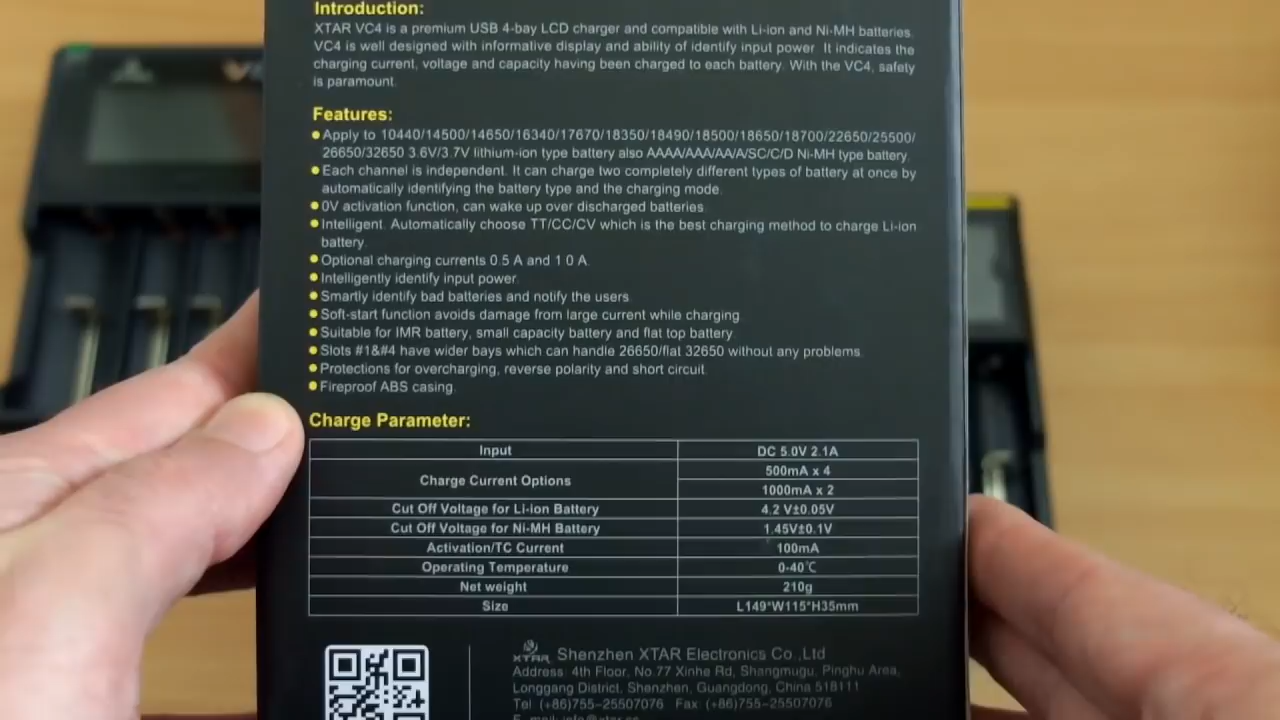 Introduction:
XTAR VC4 is a premium USB 4-bay LCD charger and compatible with Li-ion and Ni-MH batteries.
VC4 is well designed with informative display and ability of identify input power. It indicates the
charging current, voltage and capacity having been charged to each battery. With the VC4, safety
is paramount.
Features:
Apply to 10440/14500/14650/16340/17670/18350/18490/18500/18650/18700/22650/25500/
26650/32650 3.6V/3.7V lithium-ion type battery also AAAA/AAA/AA/A/SC/C/D Ni-MH type battery.
Each channel is independent. It can charge two completely different types of battery at once by
automatically identifying the battery type and the charging mode.
0V activation function, can wake up over discharged batteries.
Intelligent. Automatically choose TT/CC/CV which is the best charging method to charge Li-ion
battery.
Optional charging currents 0.5 A and 1.0 A.
Intelligently identify input power.
Smartly identify bad batteries and notify the users.
Soft-start function avoids damage from large current while charging.
Suitable for IMR battery, small capacity battery and flat top battery.
Slots #1&#4 have wider bays which can handle 26650/flat 32650 without any problems.
Protections for overcharging, reverse polarity and short circuit.
Fireproof ABS casing.
Charge Parameter:
Input DC 5.0V 2.1A
Charge Current Options 500mA x 4
1000mA x 2
Cut Off Voltage for Li-ion Battery 4.2 V±0.05V
Cut Off Voltage for Ni-MH Battery 1.45V±0.1V
Activation/TC Current 100mA
Operating Temperature 0-40℃
Net weight 210g
Size L149*W115*H35mm
XTAR Shenzhen XTAR Electronics Co.,Ltd
Address: 4th Floor, No.77 Xinhe Rd, Shangmugu, Pinghu Area,
Longgang District, Shenzhen, Guangdong, China 518111
Tel: (+86)755-25507076 Fax: (+86)755-25507076